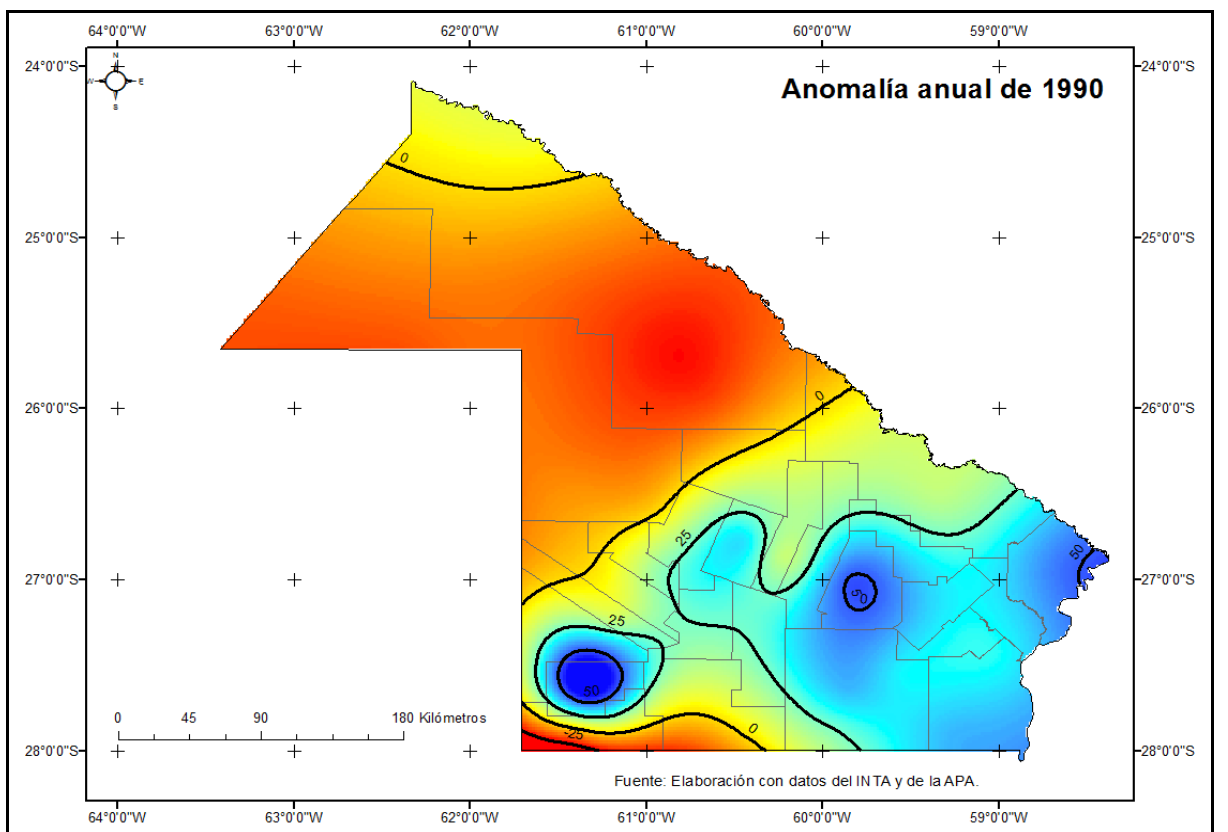 64°0'0"W 63°0'0"W 62°0'0"W 61°0'0"W 60°0'0"W 59°0'0"W
24°0'0"S 24°0'0"S
N
W E
S
Anomalía anual de 1990
0
25°0'0"S 25°0'0"S
26°0'0"S 26°0'0"S
0
25
50
27°0'0"S 27°0'0"S
50
25
50
0 45 90 180 Kilómetros
0
-25
28°0'0"S 28°0'0"S
Fuente: Elaboración con datos del INTA y de la APA.
64°0'0"W 63°0'0"W 62°0'0"W 61°0'0"W 60°0'0"W 59°0'0"W